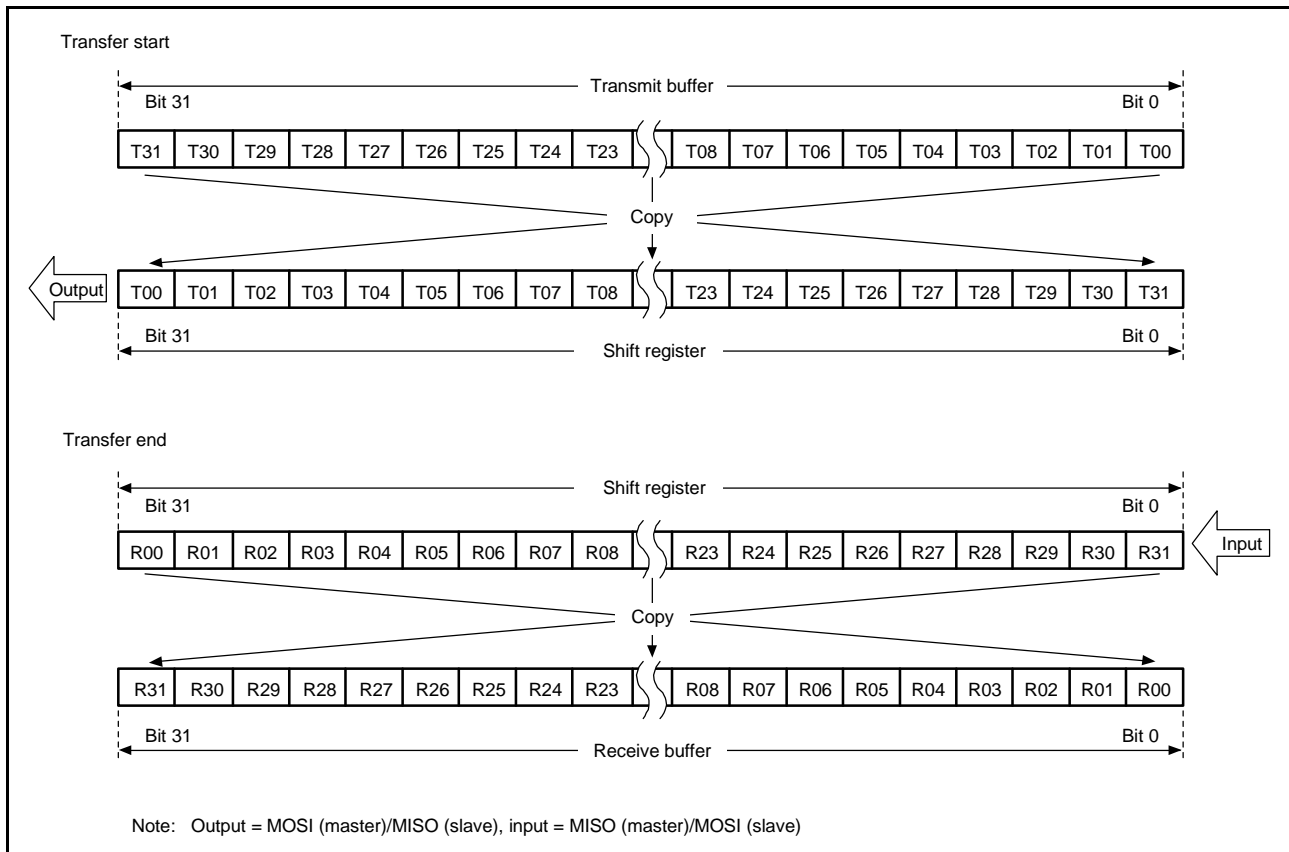 Transfer start
Transmit buffer
Bit 31 Bit 0
T31 T30 T29 T28 T27 T26 T25 T24 T23 T08 T07 T06 T05 T04 T03 T02 T01 T00
Copy
Output T00 T01 T02 T03 T04 T05 T06 T07 T08 T23 T24 T25 T26 T27 T28 T29 T30 T31
Bit 31 Bit 0
Shift register
Transfer end
Shift register
Bit 31 Bit 0
R00 R01 R02 R03 R04 R05 R06 R07 R08 R23 R24 R25 R26 R27 R28 R29 R30 R31 Input
Copy
R31 R30 R29 R28 R27 R26 R25 R24 R23 R08 R07 R06 R05 R04 R03 R02 R01 R00
Bit 31 Bit 0
Receive buffer
Note: Output = MOSI (master)/MISO (slave), input = MISO (master)/MOSI (slave)